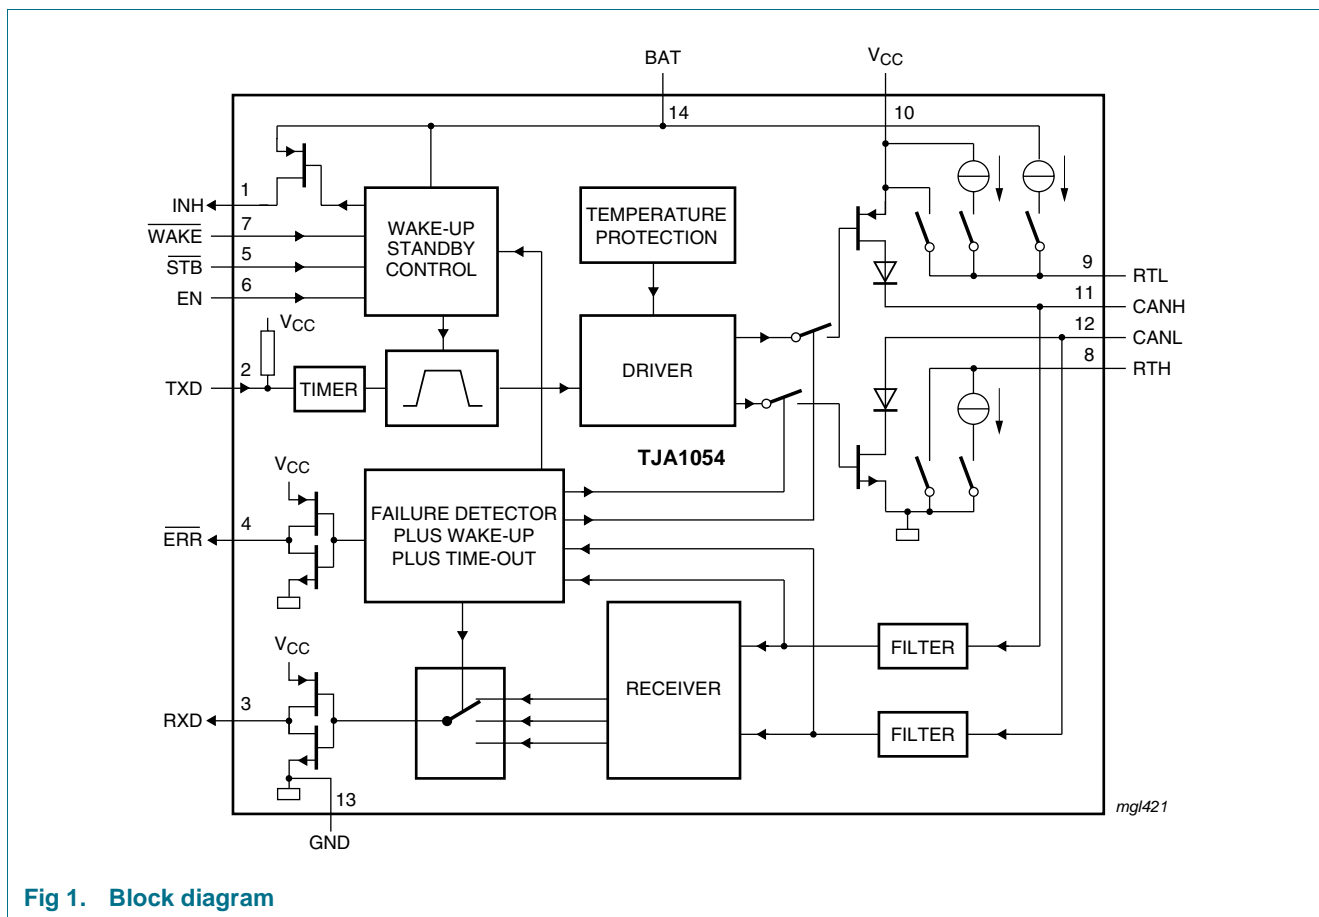 BAT
VCC
14
10
1
INH
7
WAKE
5
STB
6
EN
WAKE-UP
STANDBY
CONTROL
TEMPERATURE
PROTECTION
9
RTL
11
CANH
12
CANL
8
RTH
VCC
2
TXD
TIMER
DRIVER
TJA1054
VCC
4
ERR
FAILURE DETECTOR
PLUS WAKE-UP
PLUS TIME-OUT
FILTER
VCC
3
RXD
RECEIVER
FILTER
13
GND
mgl421
Fig 1. Block diagram